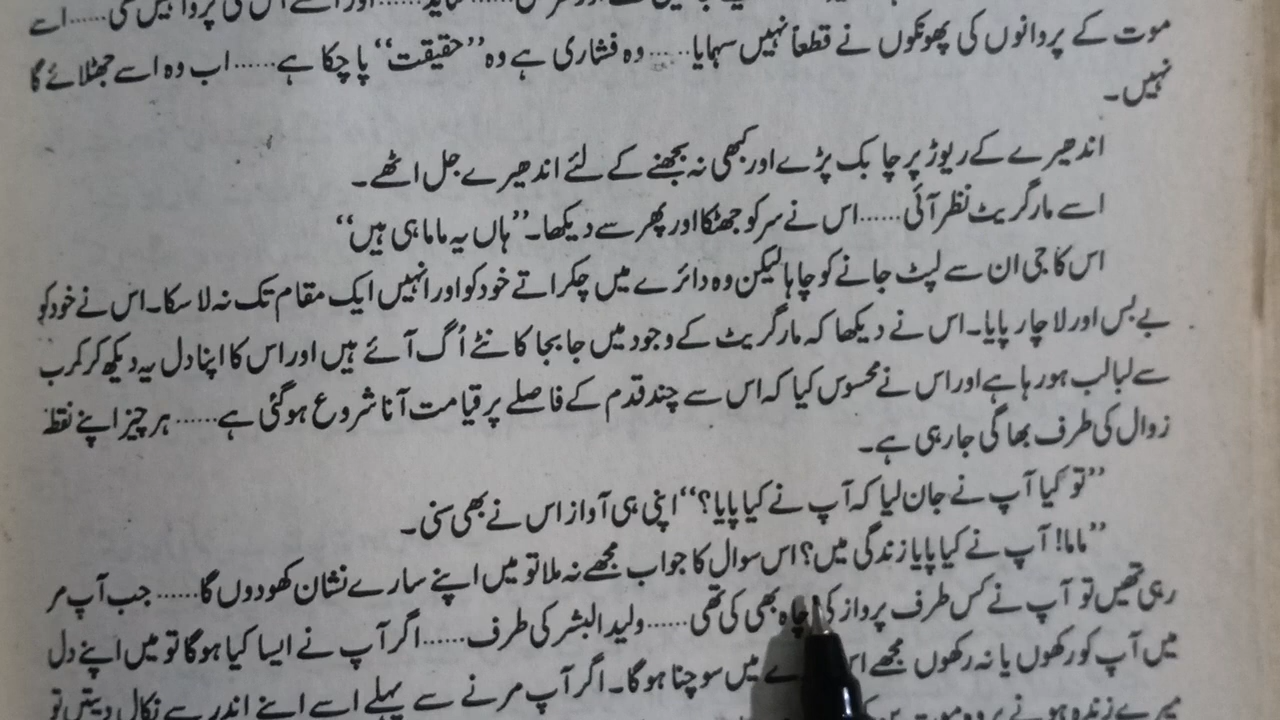 موت کے پروانوں کی پھونکوں نے قطعاً نہیں سہمایا...... وہ فشاری ہے وہ ”حقیقت“ پا چکا ہے...... اب وہ اسے جھٹلائے گا
نہیں۔
اندھیرے کے ریوڑ پر چابک پڑے اور کبھی نہ بجھنے کے لئے اندھیرے جل اٹھے۔
اسے مارگریٹ نظر آئی...... اس نے سر کو جھٹکا اور پھر سے دیکھا۔ ”ہاں یہ ماما ہی ہیں“
اس کا جی ان سے لپٹ جانے کو چاہا لیکن وہ دائرے میں چکراتے خود کو اور انہیں ایک مقام تک نہ لا سکا۔ اس نے خود کو
بے بس اور لاچار پایا۔ اس نے دیکھا کہ مارگریٹ کے وجود میں جا بجا کانٹے اُگ آئے ہیں اور اس کا اپنا دل یہ دیکھ کر کرب
سے لبالب ہو رہا ہے اور اس نے محسوس کیا کہ اس سے چند قدم کے فاصلے پر قیامت آنا شروع ہو گئی ہے...... ہر چیز اپنے نقطہ
زوال کی طرف بھاگی جا رہی ہے۔
”تو کیا آپ نے جان لیا کہ آپ نے کیا پایا؟“ اپنی ہی آواز اس نے بھی سنی۔
”ماما! آپ نے کیا پایا زندگی میں؟ اس سوال کا جواب مجھے نہ ملا تو میں اپنے سارے نشان کھو دوں گا...... جب آپ مر
رہی تھیں تو آپ نے کس طرف پرواز کی چاہ بھی کی تھی...... ولید البشر کی طرف...... اگر آپ نے ایسا کیا ہو گا تو میں اپنے دل
میں آپ کو رکھوں یا نہ رکھوں مجھے میں سوچنا ہو گا۔ اگر آپ مرنے سے پہلے اسے اپنے اندر سے نکال دیتیں تو